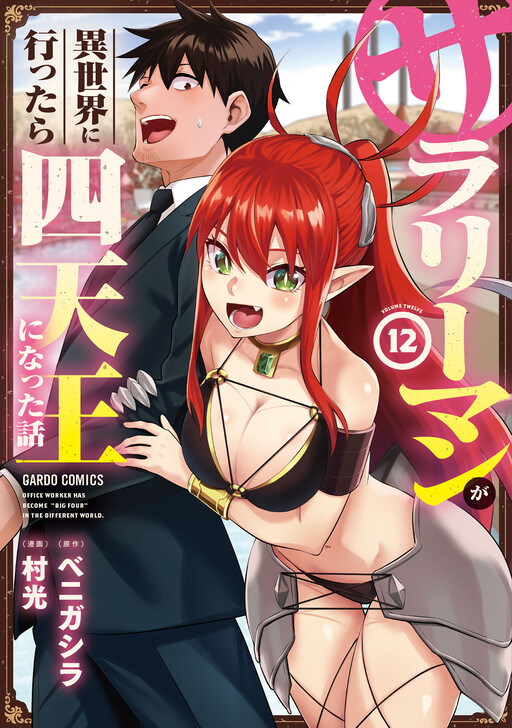 サラリーマンが
異世界に
行ったら
四天王
になった話
VOLUME TWELVE
12
GARDO COMICS
OFFICE WORKER HAS
BECOME "BIG FOUR"
IN THE DIFFERENT WORLD.
〈原作〉
ベニガシラ
〈漫画〉
村光